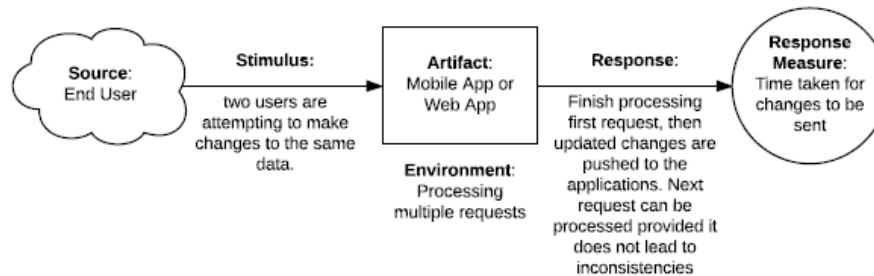 Source:
End User
Stimulus:
two users are
attempting to make
changes to the same
data.
Artifact:
Mobile App or
Web App
Environment:
Processing
multiple requests
Response:
Finish processing
first request, then
updated changes are
pushed to the
applications. Next
request can be
processed provided it
does not lead to
inconsistencies
Response
Measure:
Time taken for
changes to be
sent